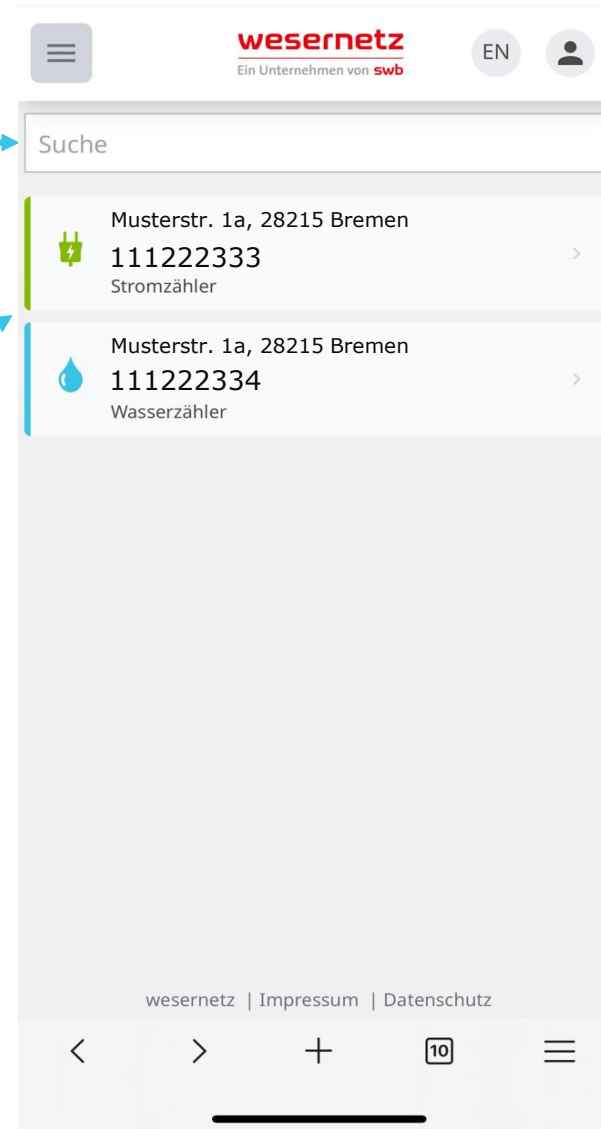 wesernetz
Ein Unternehmen von swb
EN
Suche
Musterstr. 1a, 28215 Bremen
111222333
Stromzähler
Musterstr. 1a, 28215 Bremen
111222334
Wasserzähler
wesernetz | Impressum | Datenschutz
10